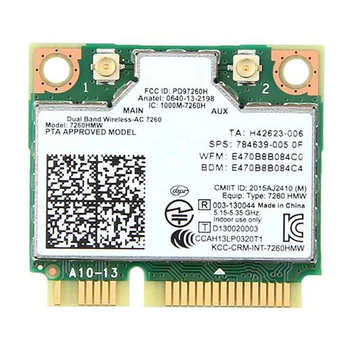 1
2
FCC ID: PD97260H
Anatel: 0640-13-2198
IC: 1000M-7260H
MAIN
AUX
Dual Band Wireless-AC 7260
Model: 7260HMW
PTA APPROVED MODEL
TA: H42623-006
SPS: 784639-005 0F
WFM: E470B8B084C0
BDM: E470B8B084C4
CMIIT ID: 2015AJ2410 (M)
Equip. Type: 7260 HMW
R 003-130044
5.15-5.35 GHz
Indoor use only
T D130020003
CCAH13LP0320T1
KCC-CRM-INT-7260HMW
A10-13